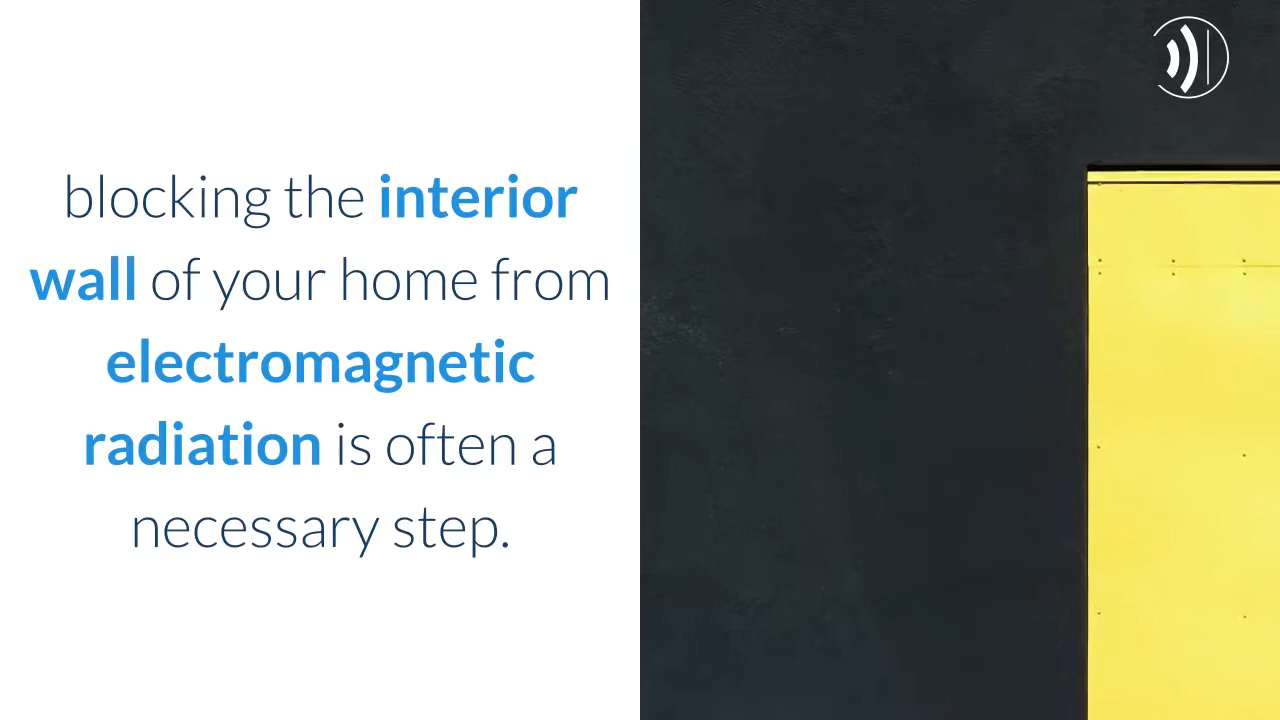 blocking the interior
wall of your home from
electromagnetic
radiation is often a
necessary step.